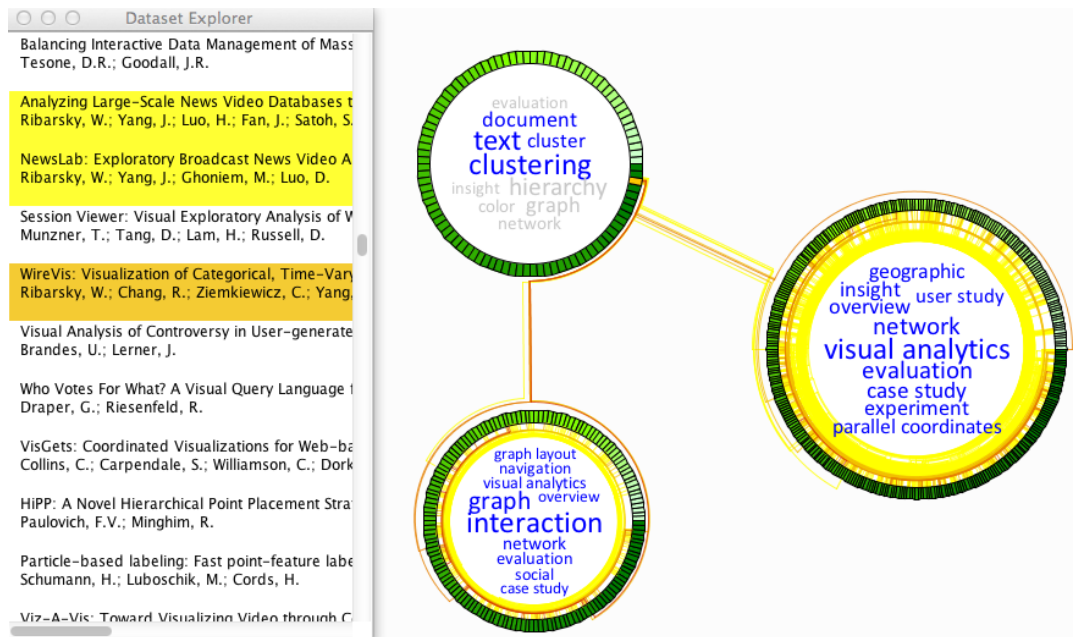 Dataset Explorer
Balancing Interactive Data Management of Mass
Tesone, D.R.; Goodall, J.R.
Analyzing Large-Scale News Video Databases t
Ribarsky, W.; Yang, J.; Luo, H.; Fan, J.; Satoh, S.
NewsLab: Exploratory Broadcast News Video A
Ribarsky, W.; Yang, J.; Ghoniem, M.; Luo, D.
Session Viewer: Visual Exploratory Analysis of W
Munzner, T.; Tang, D.; Lam, H.; Russell, D.
WireVis: Visualization of Categorical, Time-Vary
Ribarsky, W.; Chang, R.; Ziemkiewicz, C.; Yang,
Visual Analysis of Controversy in User-generate
Brandes, U.; Lerner, J.
Who Votes For What? A Visual Query Language f
Draper, G.; Riesenfeld, R.
VisGets: Coordinated Visualizations for Web-ba
Collins, C.; Carpendale, S.; Williamson, C.; Dork
HiPP: A Novel Hierarchical Point Placement Stra
Paulovich, F.V.; Minghim, R.
Particle-based labeling: Fast point-feature labe
Schumann, H.; Luboschik, M.; Cords, H.
Viz-A-Vis: Toward Visualizing Video through C
evaluation
document
text cluster
clustering
insight hierarchy
color graph
network
geographic
insight user study
overview
network
visual analytics
evaluation
case study
experiment
parallel coordinates
graph layout
navigation
visual analytics
graph overview
interaction
network
evaluation
social
case study